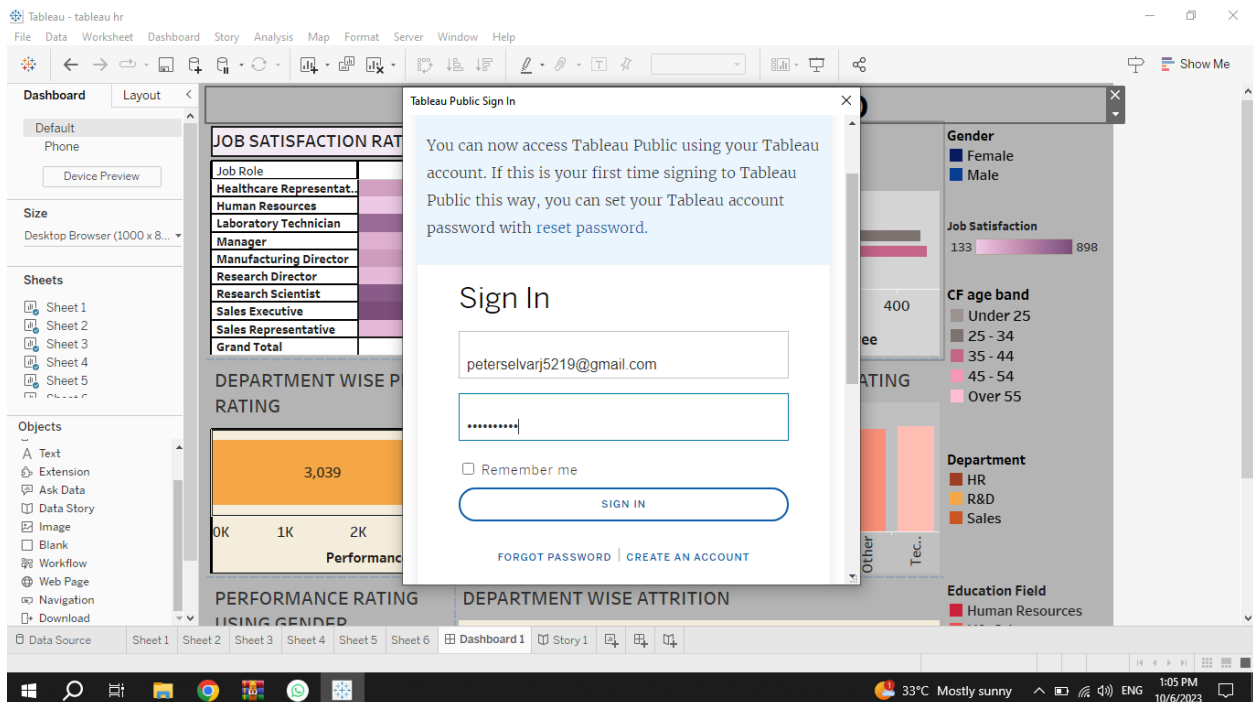 Tableau - tableau hr
File Data Worksheet Dashboard Story Analysis Map Format Server Window Help
Show Me
Dashboard Layout
Default
Phone
Device Preview
Size
Desktop Browser (1000 x 8...
Sheets
Sheet 1
Sheet 2
Sheet 3
Sheet 4
Sheet 5
Objects
Text
Extension
Ask Data
Data Story
Image
Blank
Workflow
Web Page
Navigation
Download
JOB SATISFACTION RAT
Job Role
Healthcare Representat..
Human Resources
Laboratory Technician
Manager
Manufacturing Director
Research Director
Research Scientist
Sales Executive
Sales Representative
Grand Total
DEPARTMENT WISE P
RATING
3,039
0K 1K 2K
Performanc
PERFORMANCE RATING
USING GENDER
DEPARTMENT WISE ATTRITION
Tableau Public Sign In
You can now access Tableau Public using your Tableau
account. If this is your first time signing to Tableau
Public this way, you can set your Tableau account
password with reset password.
Sign In
peterselvarj5219@gmail.com
Remember me
SIGN IN
FORGOT PASSWORD CREATE AN ACCOUNT
400
ee
ATING
Other
Tec..
Gender
Female
Male
Job Satisfaction
133 898
CF age band
Under 25
25 - 34
35 - 44
45 - 54
Over 55
Department
HR
R&D
Sales
Education Field
Human Resources
Data Source Sheet 1 Sheet 2 Sheet 3 Sheet 4 Sheet 5 Sheet 6 Dashboard 1 Story 1
33°C Mostly sunny ENG
1:05 PM
10/6/2023